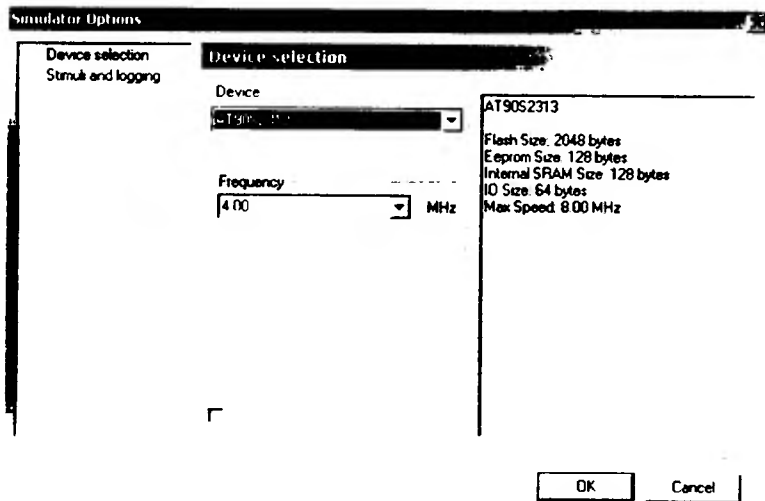 Simulator Options
Device selection
Stimuli and logging
Device selection
Device
Frequency
4.00
MHz
AT90S2313
Flash Size: 2048 bytes
Eeprom Size: 128 bytes
Internal SRAM Size: 128 bytes
IO Size: 64 bytes
Max Speed: 8.00 MHz
OK
Cancel